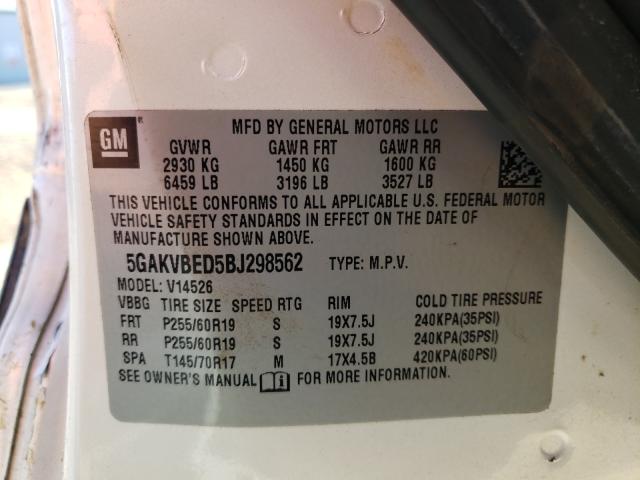 GM ®
MFD BY GENERAL MOTORS LLC
GVWR GAWR FRT GAWR RR
2930 KG 1450 KG 1600 KG
6459 LB 3196 LB 3527 LB
THIS VEHICLE CONFORMS TO ALL APPLICABLE U.S. FEDERAL MOTOR
VEHICLE SAFETY STANDARDS IN EFFECT ON THE DATE OF
MANUFACTURE SHOWN ABOVE.
5GAKVBED5BJ298562 TYPE: M.P.V.
MODEL: V14526
VBBG TIRE SIZE SPEED RTG RIM COLD TIRE PRESSURE
FRT P255/60R19 S 19X7.5J 240KPA(35PSI)
RR P255/60R19 S 19X7.5J 240KPA(35PSI)
SPA T145/70R17 M 17X4.5B 420KPA(60PSI)
SEE OWNER'S MANUAL FOR MORE INFORMATION.